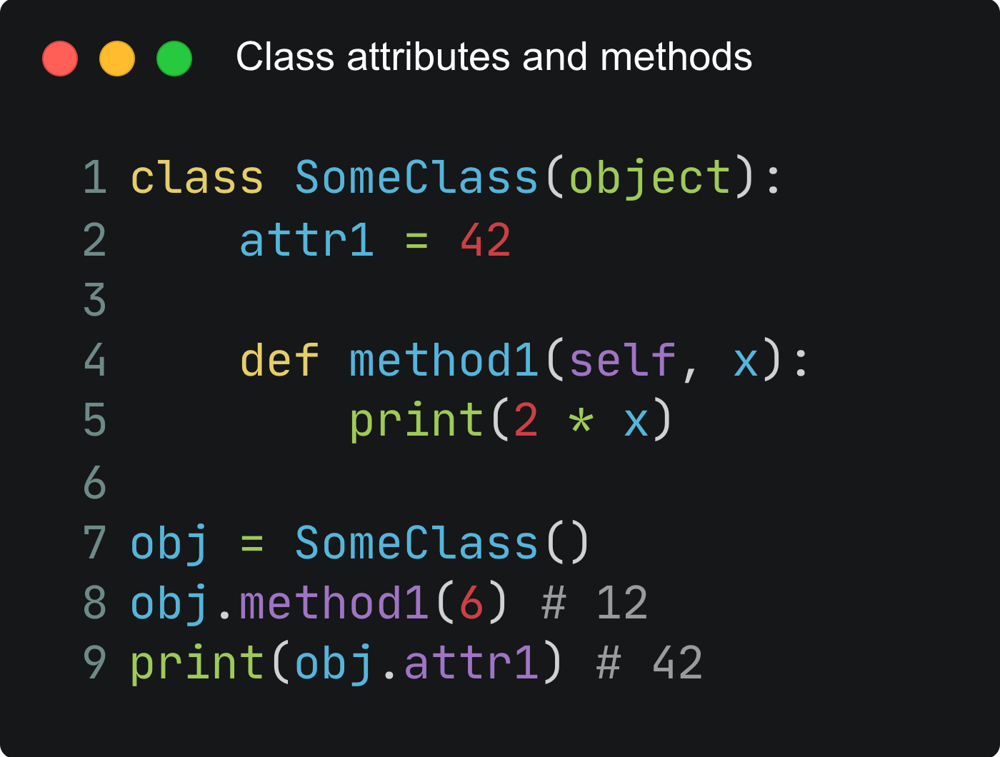 Class attributes and methods
1 class SomeClass(object):
2     attr1 = 42
3
4     def method1(self, x):
5         print(2 * x)
6
7 obj = SomeClass()
8 obj.method1(6) # 12
9 print(obj.attr1) # 42